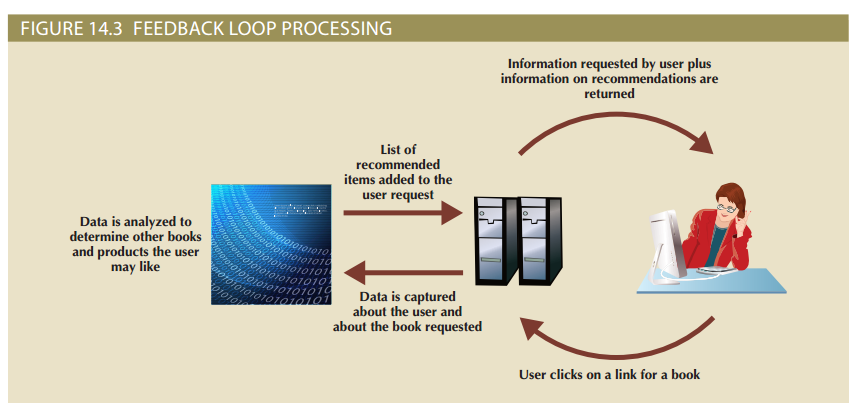 FIGURE 14.3 FEEDBACK LOOP PROCESSING
Information requested by user plus
information on recommendations are
returned
List of
recommended
items added to the
user request
Data is analyzed to
determine other books
and products the user
may like
Data is captured
about the user and
about the book requested
User clicks on a link for a book